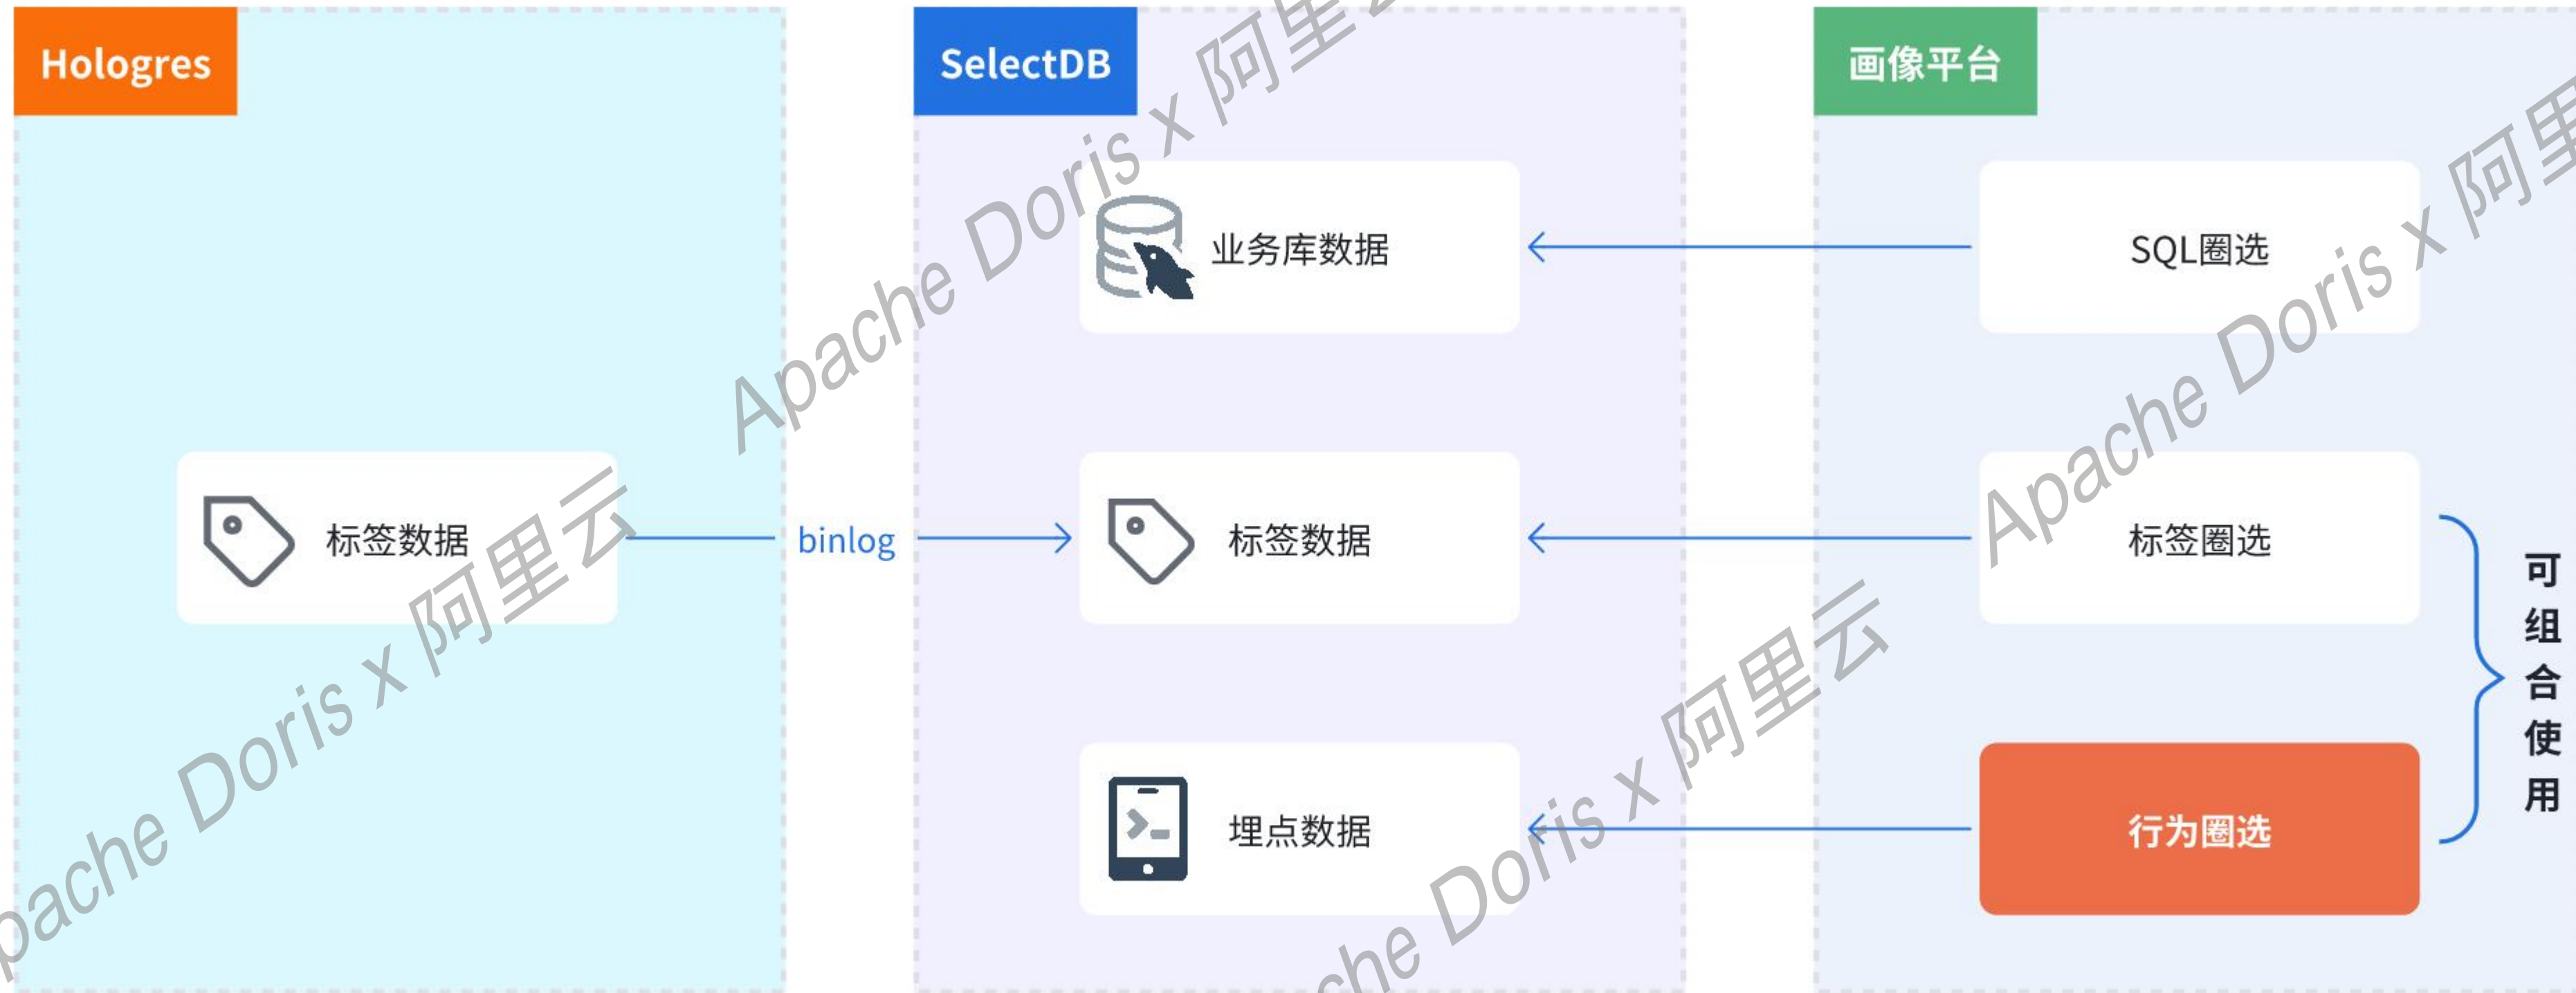 Hologres
SelectDB
画像平台
业务库数据
SQL圈选
标签数据
binlog
标签数据
标签圈选
埋点数据
行为圈选
可组合使用
Apache Doris x 阿里
Apache Doris x 阿里
pache Doris x 阿里云
che Doris x 阿里云